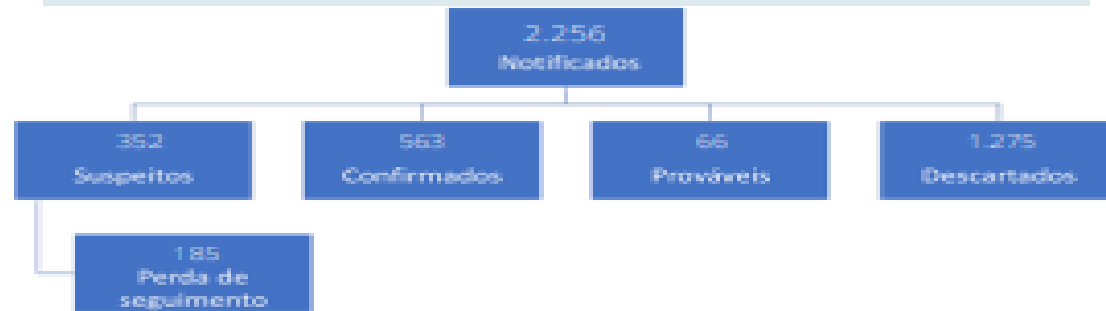 2.256
Notificados
352
Suspeitos
563
Confirmados
66
Prováveis
1.275
Descartados
185
Perda de
seguimento